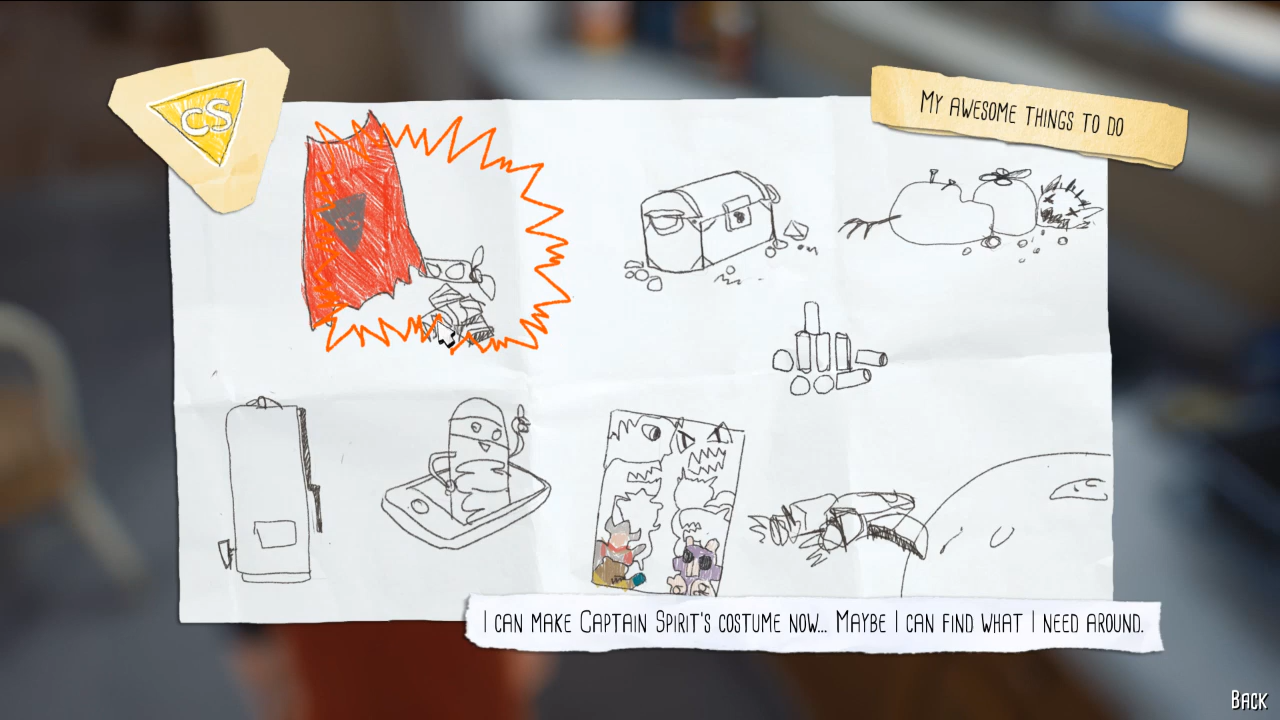 CS
MY AWESOME THINGS TO DO
CS
I CAN MAKE CAPTAIN SPIRIT'S COSTUME NOW... MAYBE I CAN FIND WHAT I NEED AROUND.
BACK